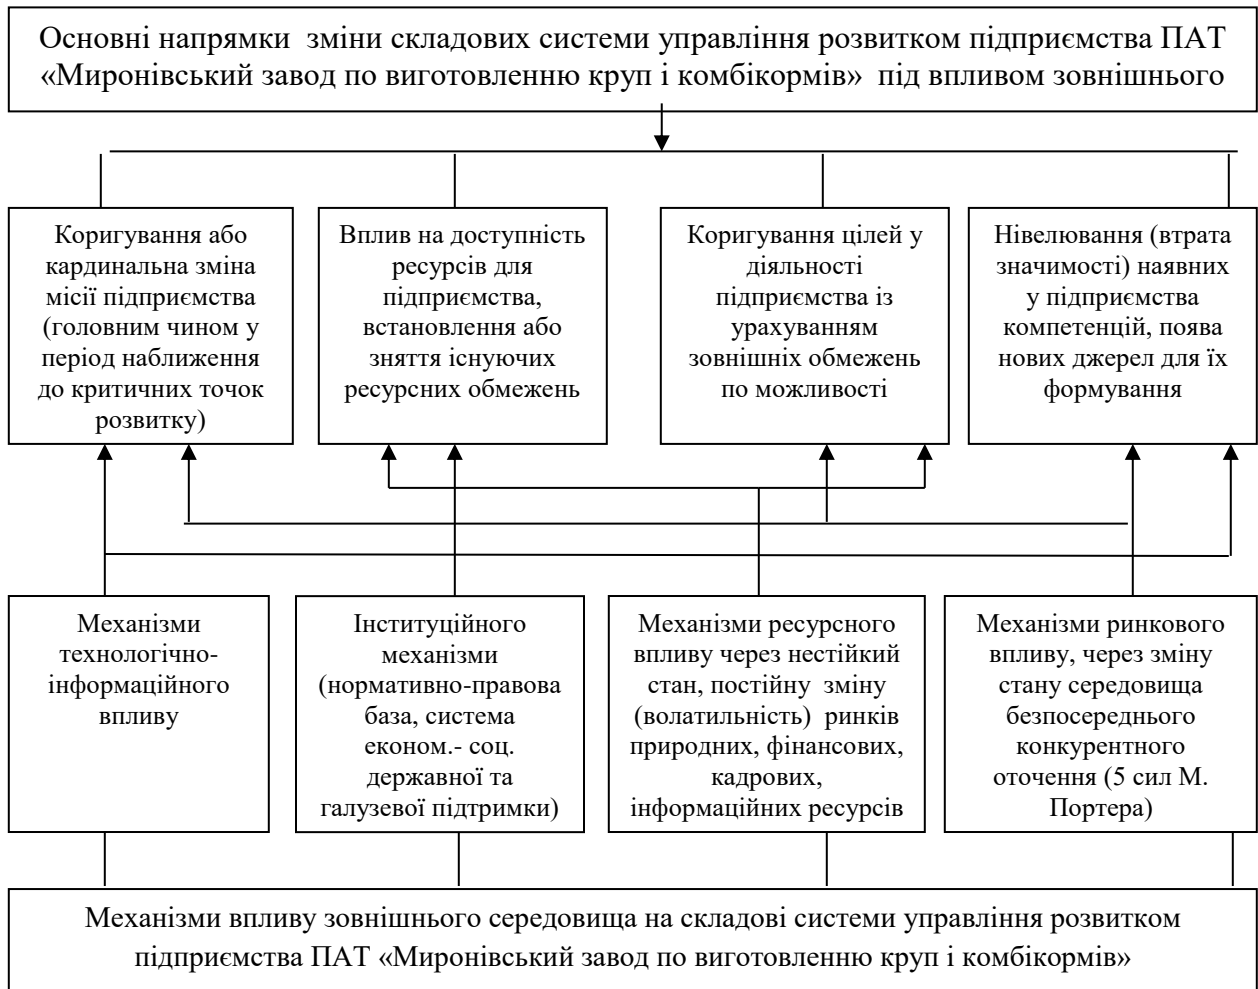 Основні напрямки зміни складових системи управління розвитком підприємства ПАТ
«Миронівський завод по виготовленню круп і комбікормів» під впливом зовнішнього
Коригування або
кардинальна зміна
місії підприємства
(головним чином у
період наближення
до критичних точок
розвитку)
Вплив на доступність
ресурсів для
підприємства,
встановлення або
зняття існуючих
ресурсних обмежень
Коригування цілей у
діяльності
підприємства із
урахуванням
зовнішніх обмежень
по можливості
Нівелювання (втрата
значимості) наявних
у підприємства
компетенцій, поява
нових джерел для їх
формування
Механізми
технологічно-
інформаційного
впливу
Інституційного
механізми
(нормативно-правова
база, система
економ.- соц.
державної та
галузевої підтримки)
Механізми ресурсного
впливу через нестійкий
стан, постійну зміну
(волатильність) ринків
природних, фінансових,
кадрових,
інформаційних ресурсів
Механізми ринкового
впливу, через зміну
стану середовища
безпосереднього
конкурентного
оточення (5 сил М.
Портера)
Механізми впливу зовнішнього середовища на складові системи управління розвитком
підприємства ПАТ «Миронівський завод по виготовленню круп і комбікормів»